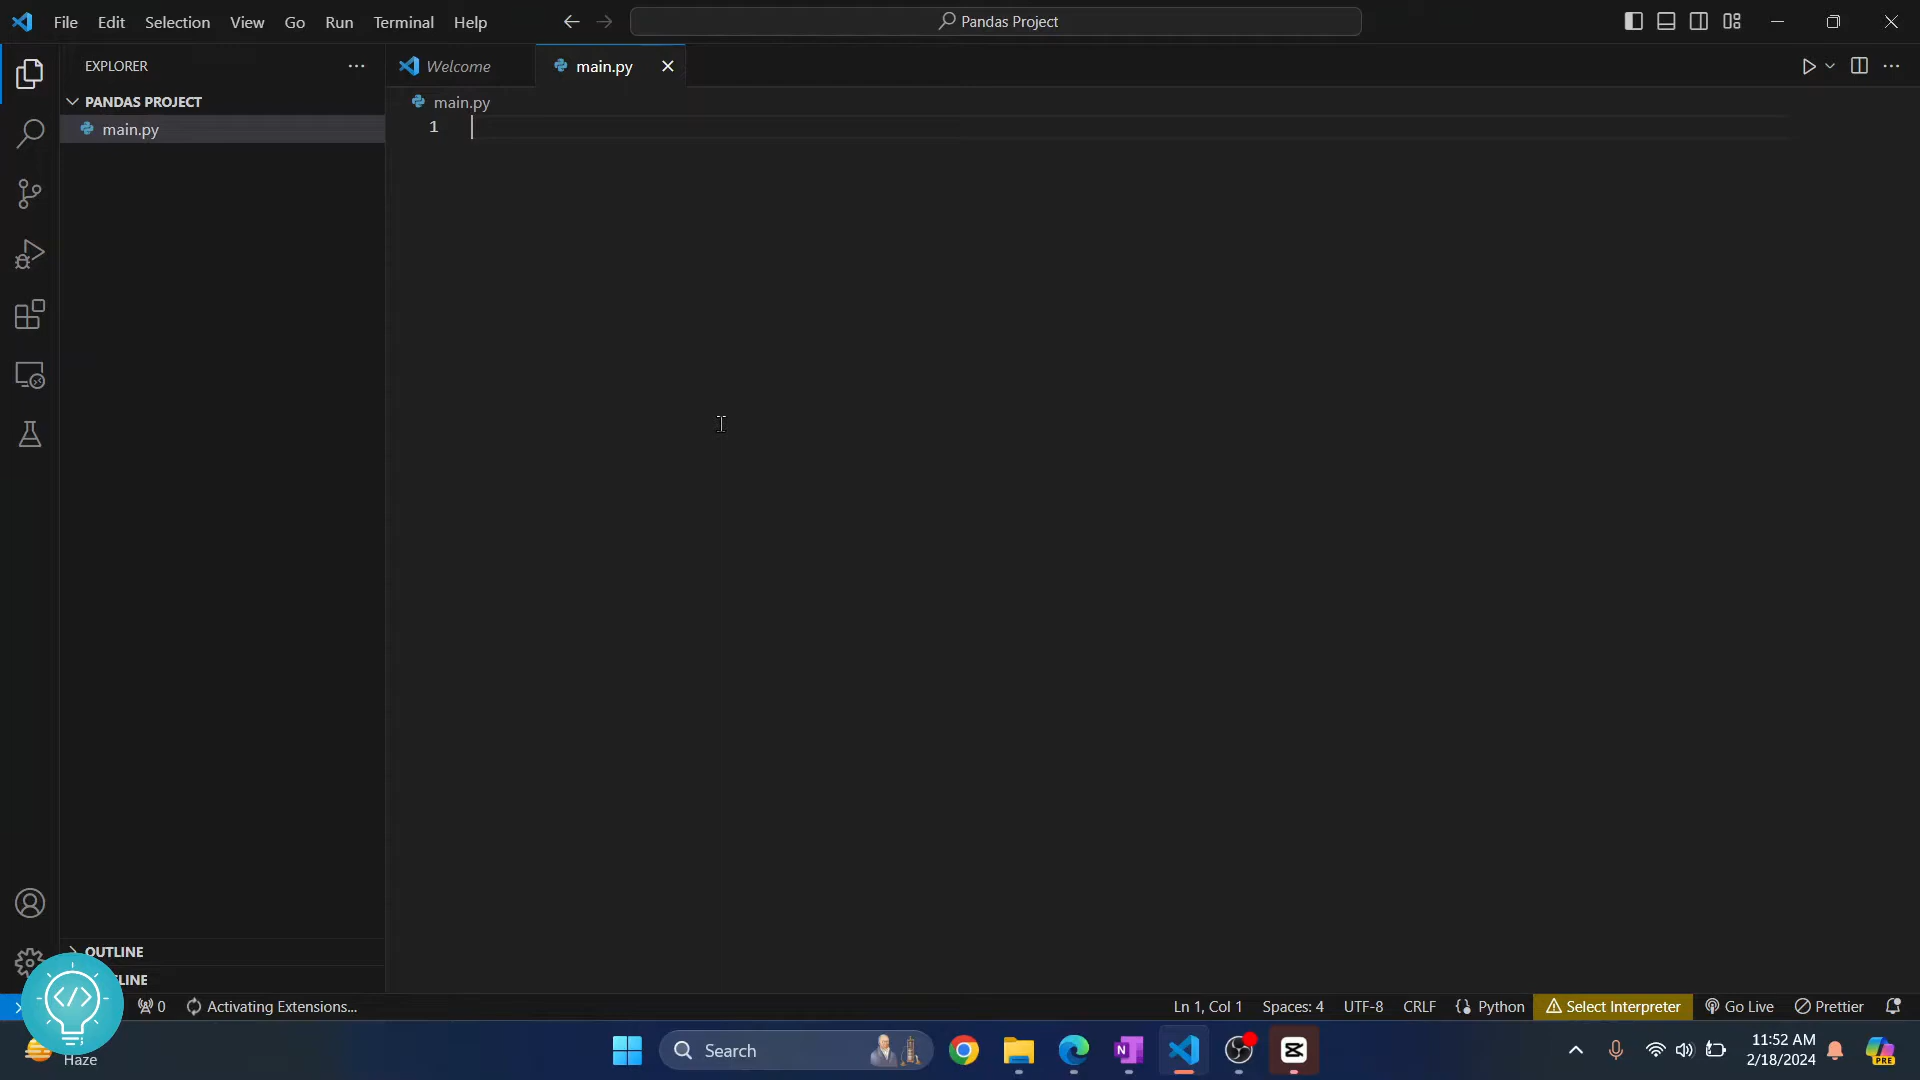 File Edit Selection View Go Run Terminal Help
Pandas Project
EXPLORER
Welcome
main.py
PANDAS PROJECT
main.py
main.py
1
OUTLINE
LINE
0 Activating Extensions...
Ln 1, Col 1 Spaces: 4 UTF-8 CRLF {} Python Select Interpreter Go Live Prettier
</>
Haze
Search
N
11:52 AM
2/18/2024
PRE